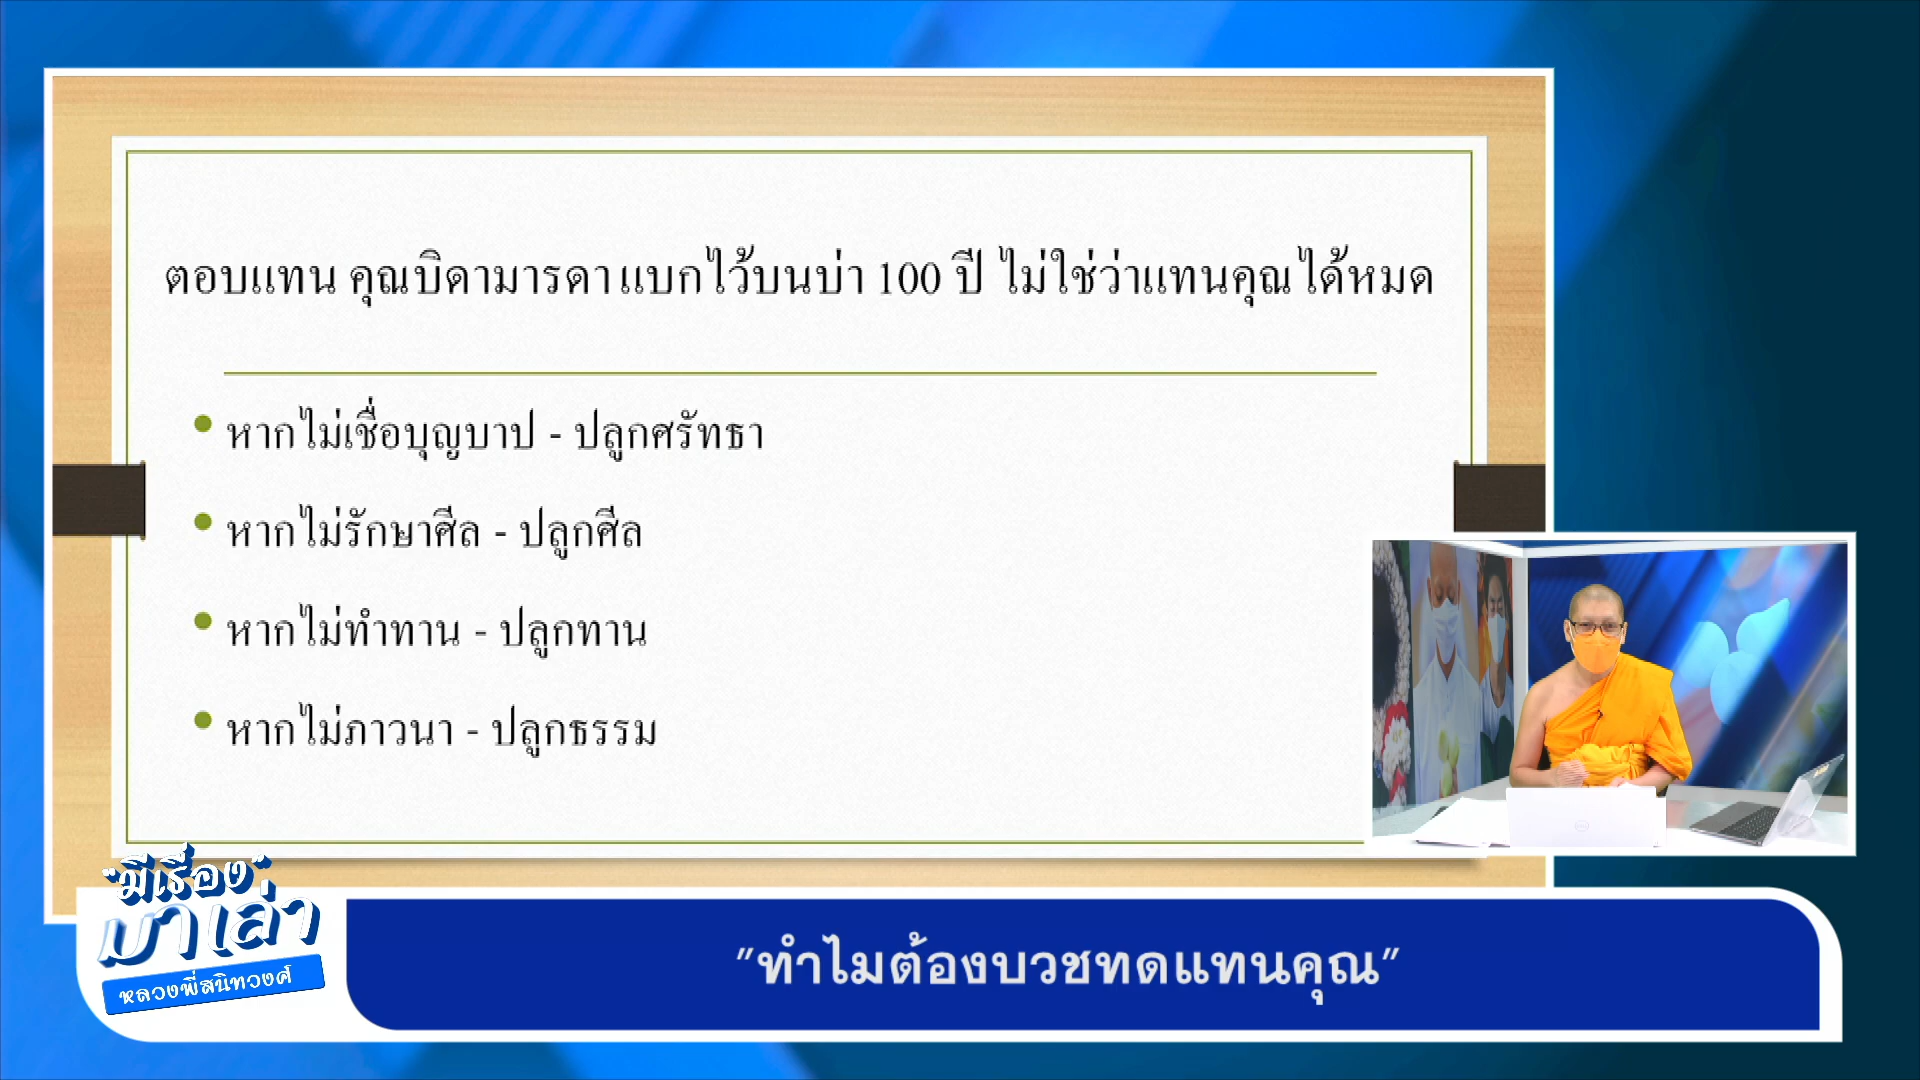 ตอบแทน คุณบิดามารดาแบกไว้บนบ่า 100 ปี ไม่ใช่ว่าแทนคุณได้หมด
• หากไม่เชื่อบุญบาป - ปลูกศรัทธา
• หากไม่รักษาศีล - ปลูกศีล
• หากไม่ทำทาน - ปลูกทาน
• หากไม่ภาวนา - ปลูกธรรม
"มีเรื่อง"
มาเล่า
หลวงพี่สนิทวงศ์
"ทำไมต้องบวชทดแทนคุณ"